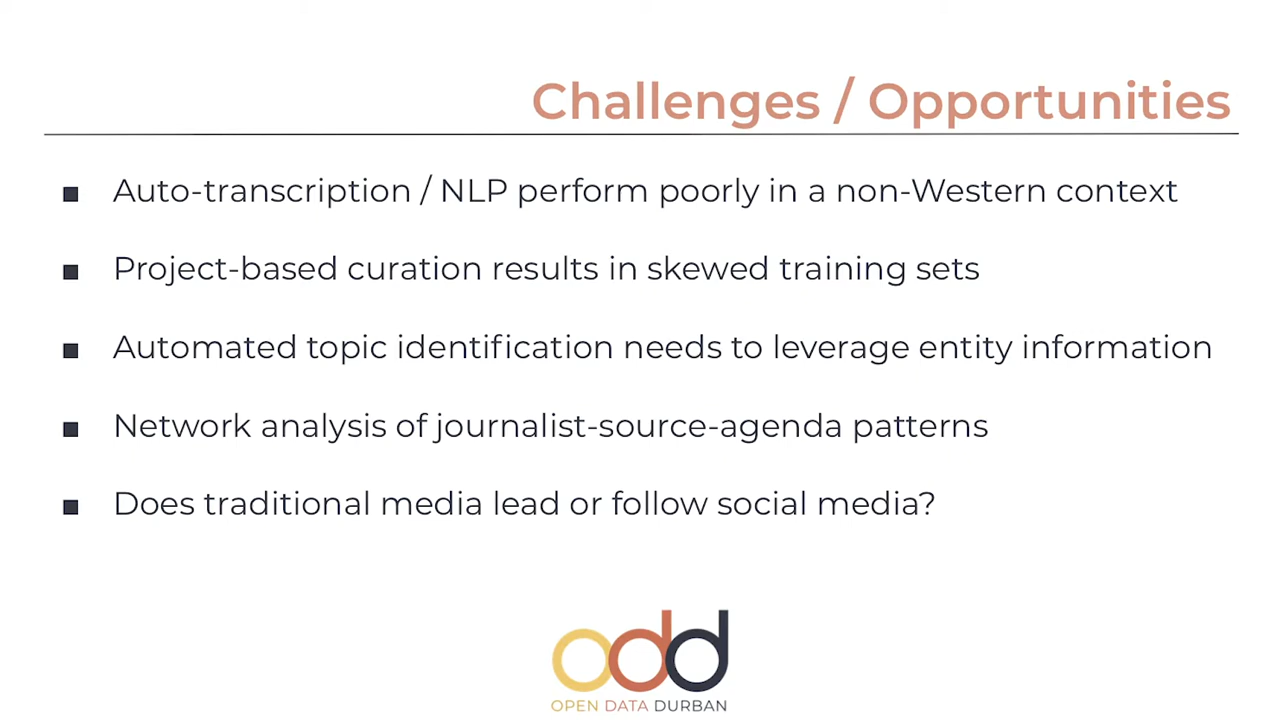 Challenges / Opportunities
▪ Auto-transcription / NLP perform poorly in a non-Western context
▪ Project-based curation results in skewed training sets
▪ Automated topic identification needs to leverage entity information
▪ Network analysis of journalist-source-agenda patterns
▪ Does traditional media lead or follow social media?
odd
OPEN DATA DURBAN